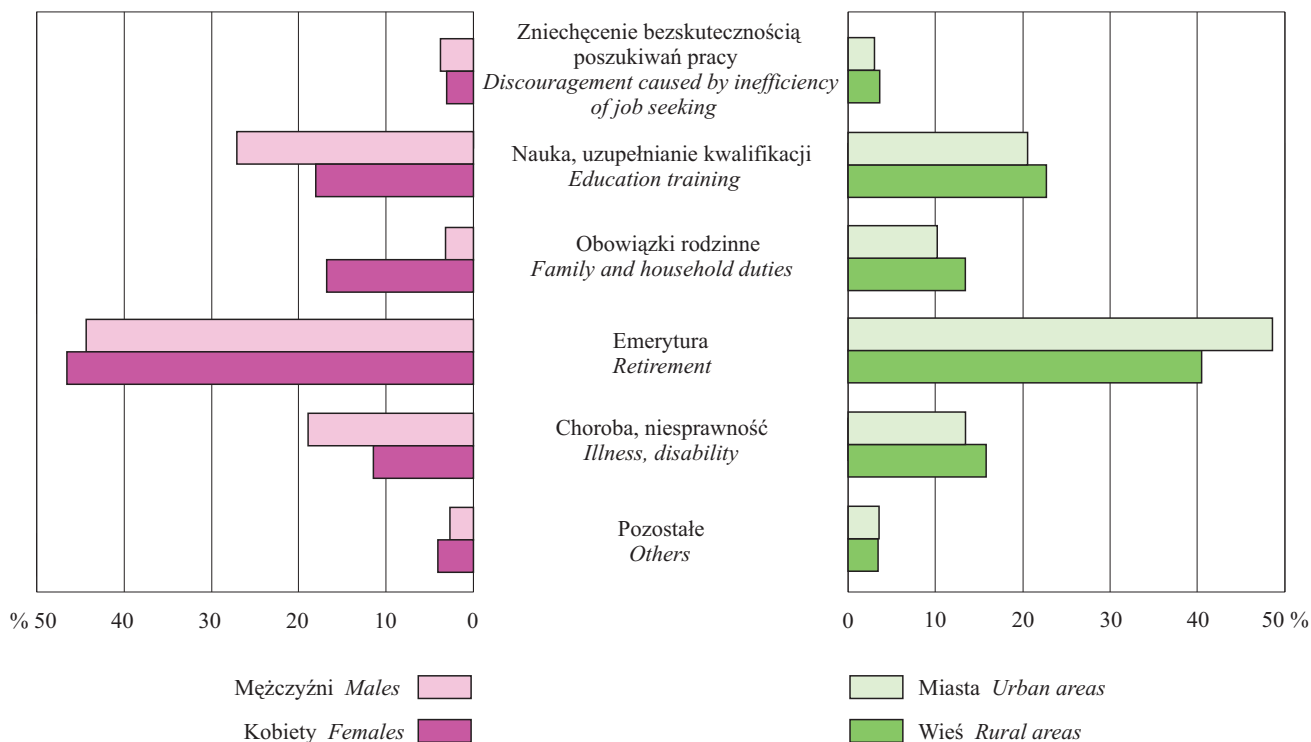 Zniechęcenie bezskutecznością
poszukiwań pracy
Discouragement caused by inefficiency
of job seeking
Nauka, uzupełnianie kwalifikacji
Education training
Obowiązki rodzinne
Family and household duties
Emerytura
Retirement
Choroba, niesprawność
Illness, disability
Pozostałe
Others
% 50 40 30 20 10 0
0 10 20 30 40 50 %
Mężczyźni Males
Kobiety Females
Miasta Urban areas
Wieś Rural areas